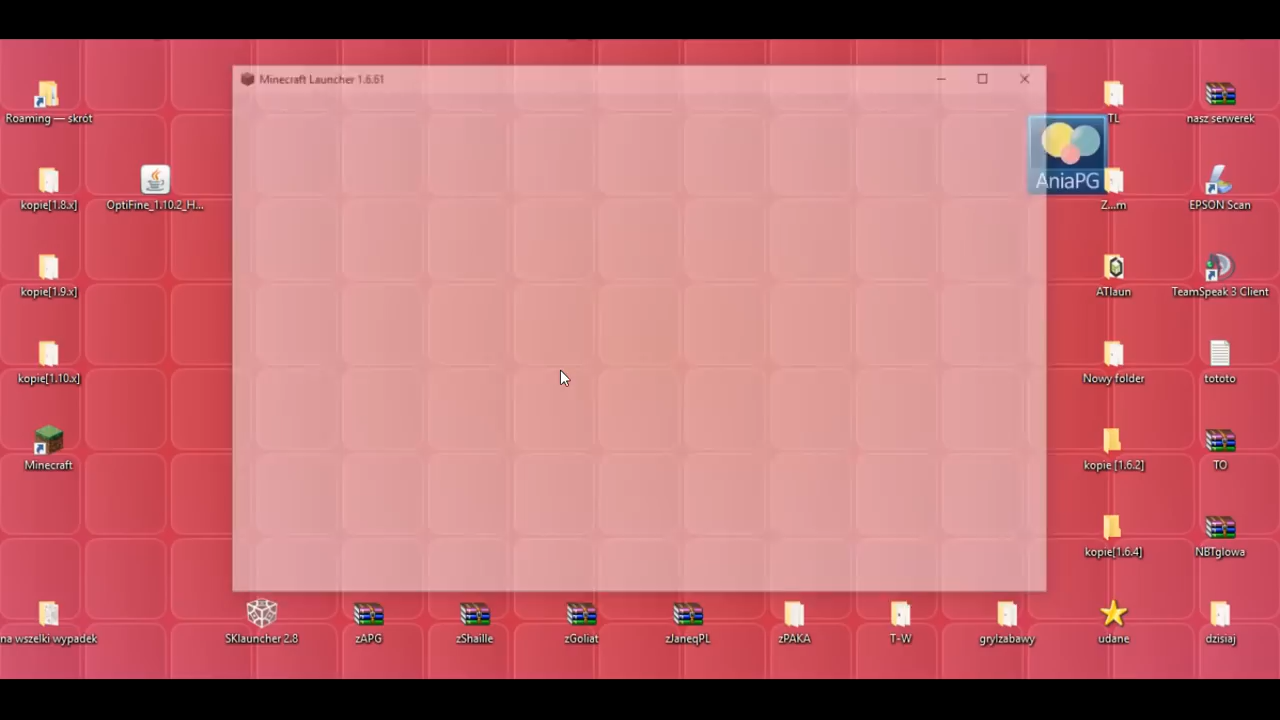 Minecraft Launcher 1.6.61
Roaming — skrót
TL
nasz serwerek
AniaPG
kopie[1.8.x]
OptiFine_1.10.2_H...
Z...m
EPSON Scan
kopie[1.9.x]
ATlaun
TeamSpeak 3 Client
kopie[1.10.x]
Nowy folder
tototo
Minecraft
kopie [1.6.2]
TO
kopie[1.6.4]
NBTglowa
na wszelki wypadek
SKlauncher 2.8
zAPG
zShaille
zGoliat
zJaneqPL
zPAKA
T-W
gryIzabawy
udane
dzisiaj